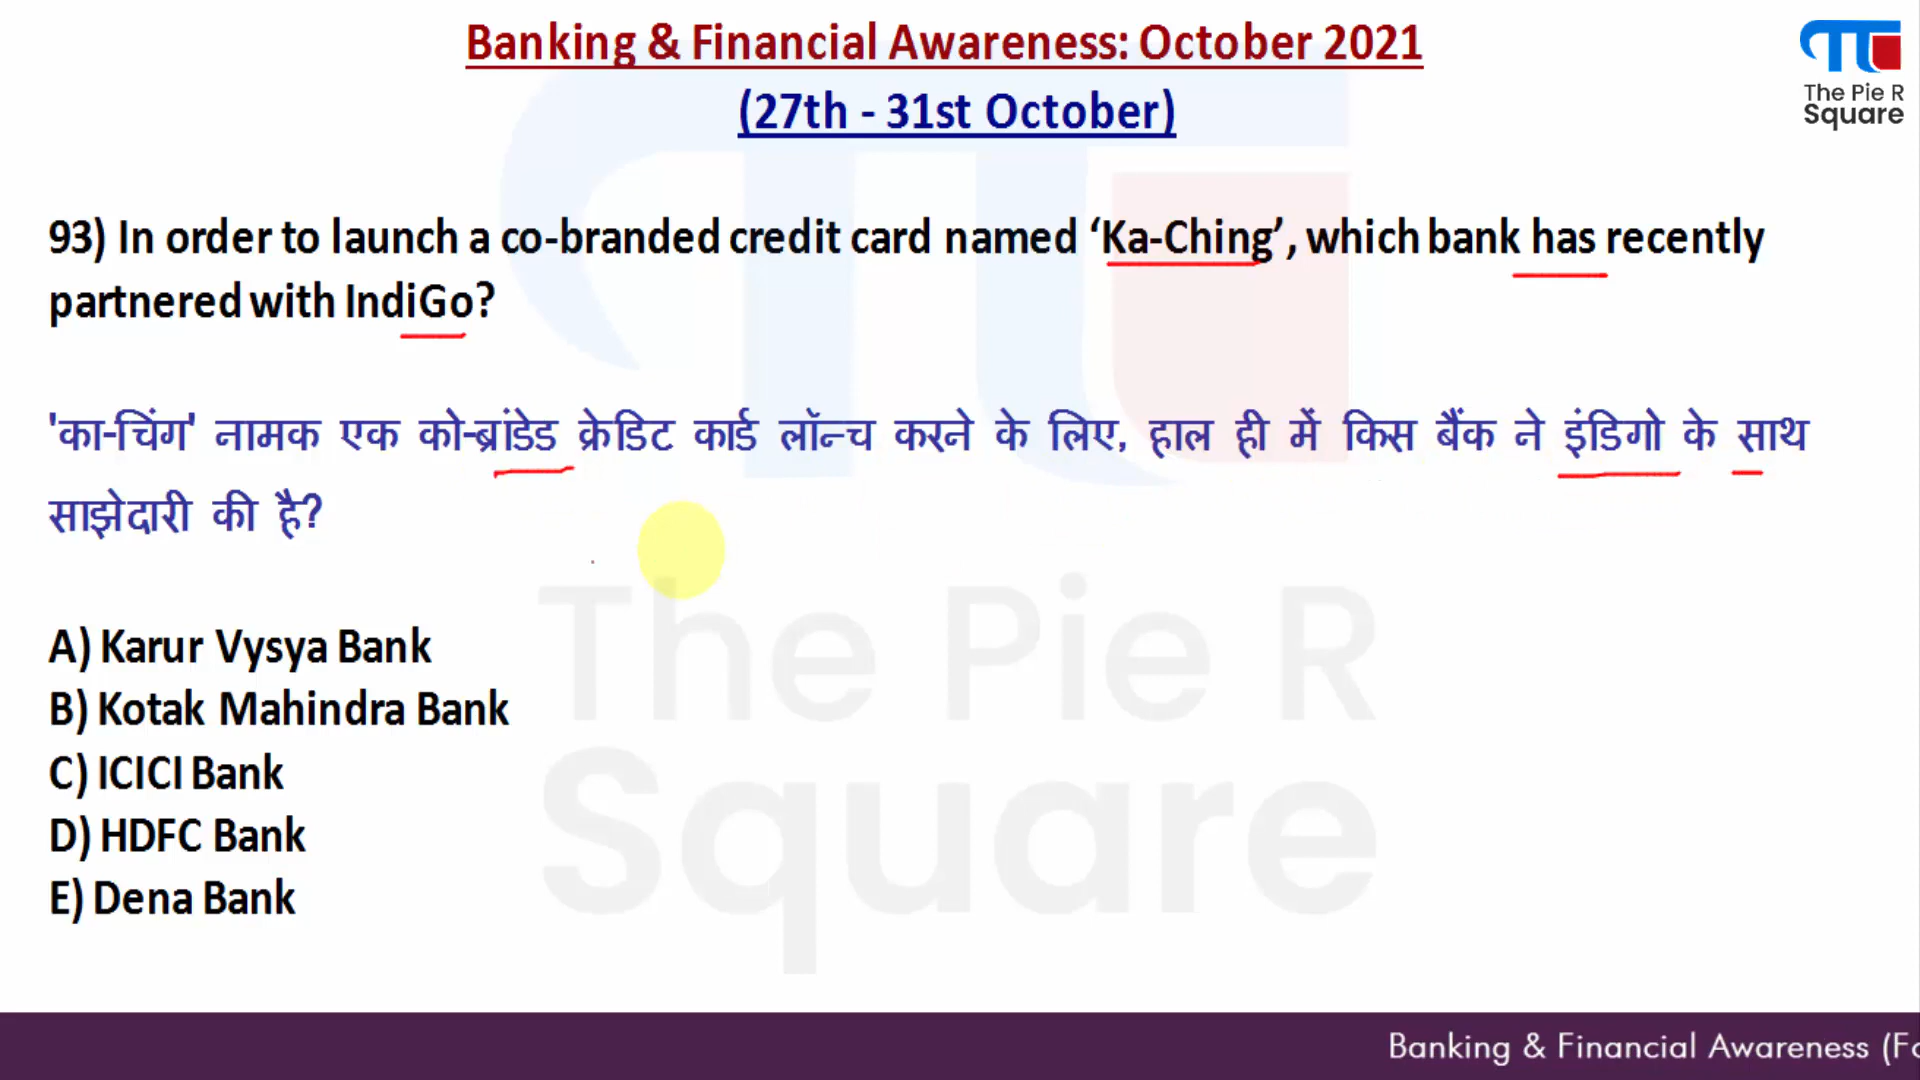 Banking & Financial Awareness: October 2021
(27th - 31st October)
The Pie R
Square
93) In order to launch a co-branded credit card named ‘Ka-Ching’, which bank has recently
partnered with IndiGo?
'का-चिंग' नामक एक को-ब्रांडेड क्रेडिट कार्ड लॉन्च करने के लिए, हाल ही में किस बैंक ने इंडिगो के साथ
साझेदारी की है?
The Pie R
Square
A) Karur Vysya Bank
B) Kotak Mahindra Bank
C) ICICI Bank
D) HDFC Bank
E) Dena Bank
Banking & Financial Awareness (Fo